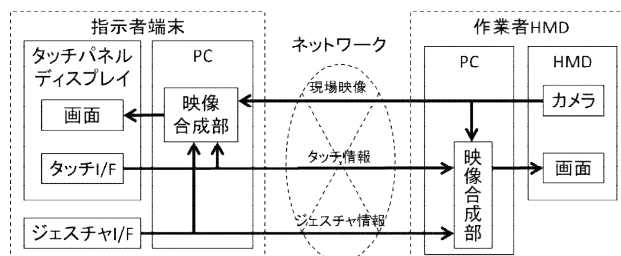 指示者端末
ネットワーク
作業者HMD
タッチパネル
ディスプレイ
PC
PC
HMD
画面
映像
合成部
現場映像
カメラ
タッチI/F
タッチ情報
映像合成部
画面
ジェスチャI/F
ジェスチャ情報